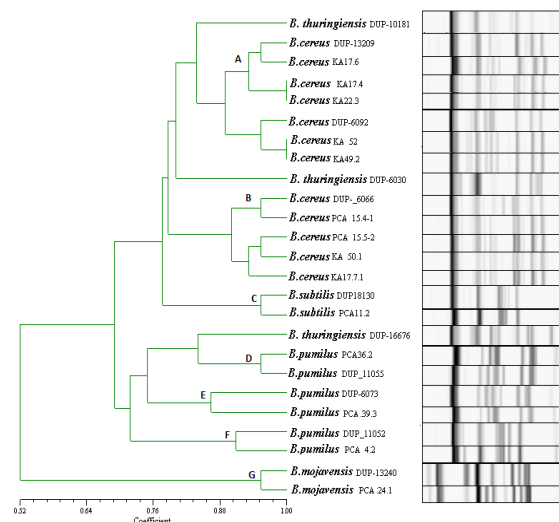 B. thuringiensis DUP-10181
B.cereus DUP-13209
A
B.cereus KA17.6
B.cereus KA17.4
B.cereus KA22.3
B.cereus DUP-6092
B.cereus KA 52
B.cereus KA49.2
B. thuringiensis DUP-6030
B
B.cereus DUP-_6066
B.cereus PCA 15.4-1
B.cereus PCA 15.5-2
B.cereus KA 50.1
B.cereus KA17.7.1
C
B.subtilis DUP18130
B.subtilis PCA11.2
B. thuringiensis DUP-16676
D
B.pumilus PCA36.2
B.pumilus DUP_11055
E
B.pumilus DUP-6073
B.pumilus PCA.39.3
F
B.pumilus DUP_11052
B.pumilus PCA 4.2
G
B.mojavensis DUP-13240
B.mojavensis PCA 24.1
0.52 0.64 0.76 0.88 1.00
Coefficient